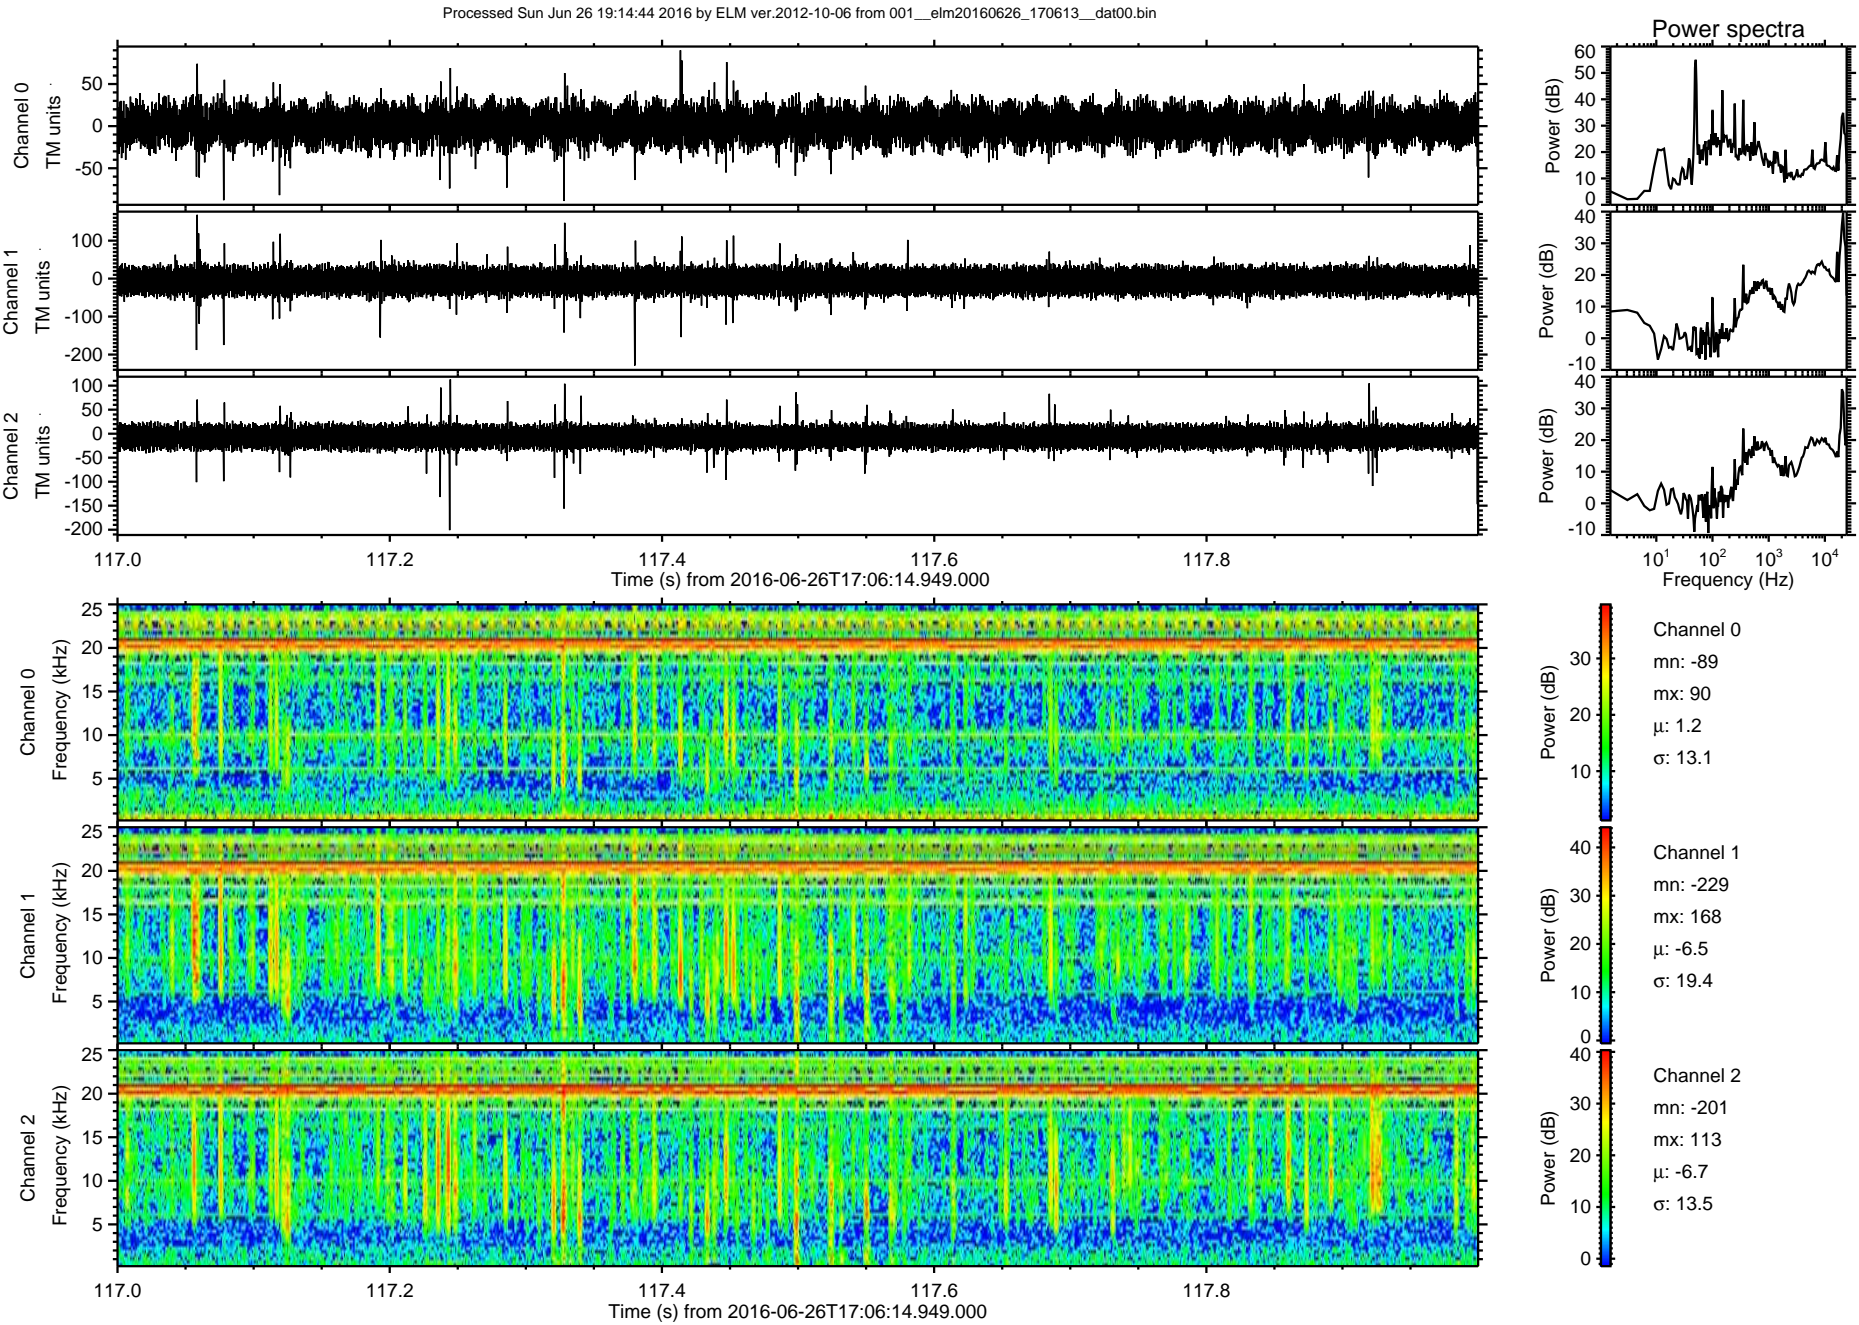 Processed Sun Jun 26 19:14:44 2016 by ELM ver.2012-10-06 from 001__elm20160626_170613__dat00.bin
Power spectra
Channel 0
TM units
50
0
-50
Power (dB)
60
50
40
30
20
10
0
Channel 1
TM units
100
0
-100
-200
Power (dB)
40
30
20
10
0
-10
Channel 2
TM units
100
50
0
-50
-100
-150
-200
Power (dB)
40
30
20
10
0
-10
117.0 117.2 117.4 117.6 117.8
Time (s) from 2016-06-26T17:06:14.949.000
10^1 10^2 10^3 10^4
Frequency (Hz)
Channel 0
Frequency (kHz)
25
20
15
10
5
Power (dB)
30
20
10
Channel 0
mn: -89
mx: 90
μ: 1.2
σ: 13.1
Channel 1
Frequency (kHz)
25
20
15
10
5
Power (dB)
40
30
20
10
0
Channel 1
mn: -229
mx: 168
μ: -6.5
σ: 19.4
Channel 2
Frequency (kHz)
25
20
15
10
5
Power (dB)
40
30
20
10
0
Channel 2
mn: -201
mx: 113
μ: -6.7
σ: 13.5
117.0 117.2 117.4 117.6 117.8
Time (s) from 2016-06-26T17:06:14.949.000